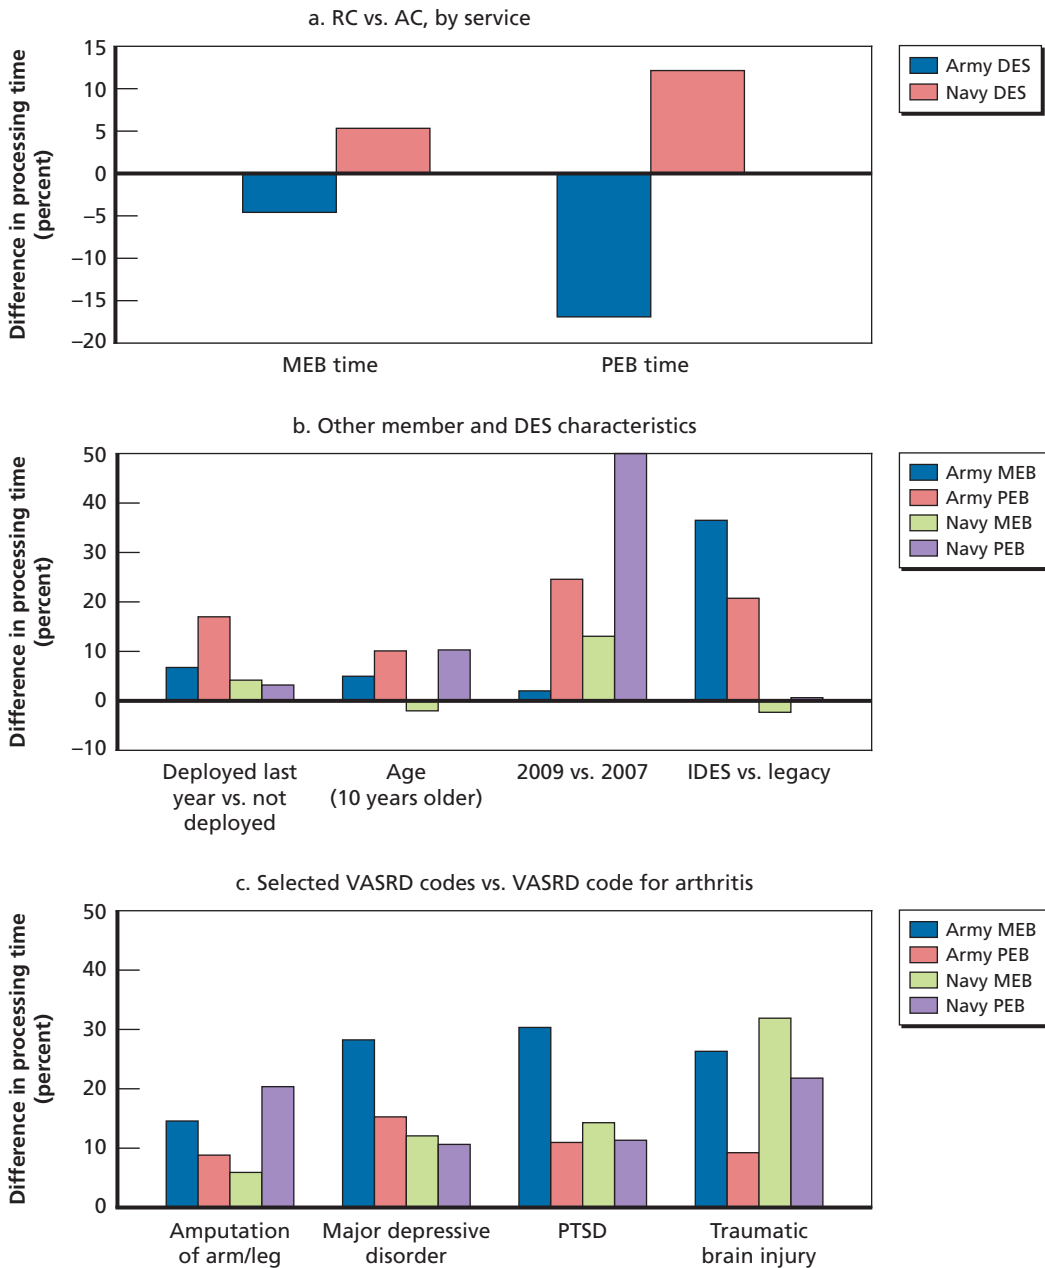 a. RC vs. AC, by service
Difference in processing time
(percent)
15
10
5
0
–5
–10
–15
–20
MEB time
PEB time
Army DES
Navy DES
b. Other member and DES characteristics
Difference in processing time
(percent)
50
40
30
20
10
0
–10
Deployed last
year vs. not
deployed
Age
(10 years older)
2009 vs. 2007
IDES vs. legacy
Army MEB
Army PEB
Navy MEB
Navy PEB
c. Selected VASRD codes vs. VASRD code for arthritis
Difference in processing time
(percent)
50
40
30
20
10
0
Amputation
of arm/leg
Major depressive
disorder
PTSD
Traumatic
brain injury
Army MEB
Army PEB
Navy MEB
Navy PEB